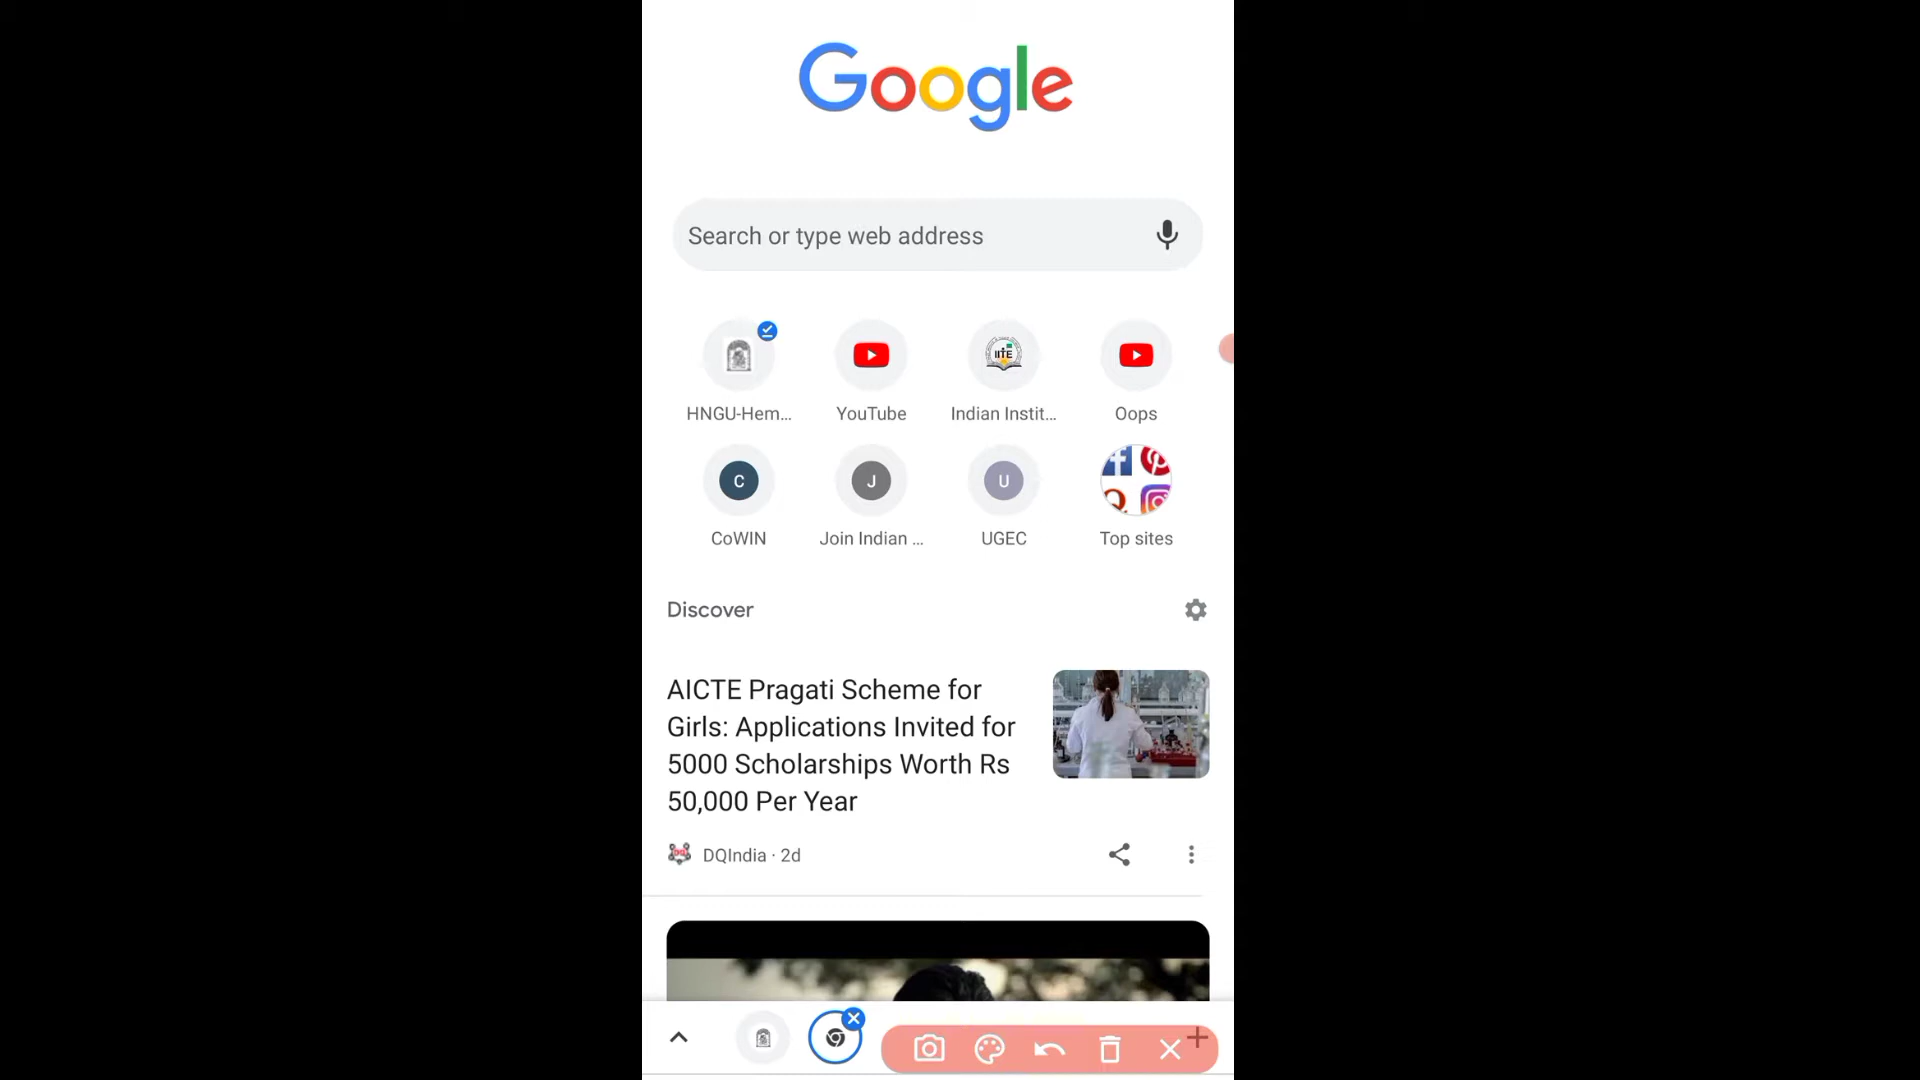 Google
Search or type web address
HNGU-Hem... YouTube Indian Instit... Oops
IITE
C J U
CoWIN Join Indian ... UGEC Top sites
Discover
AICTE Pragati Scheme for
Girls: Applications Invited for
5000 Scholarships Worth Rs
50,000 Per Year
DQIndia · 2d